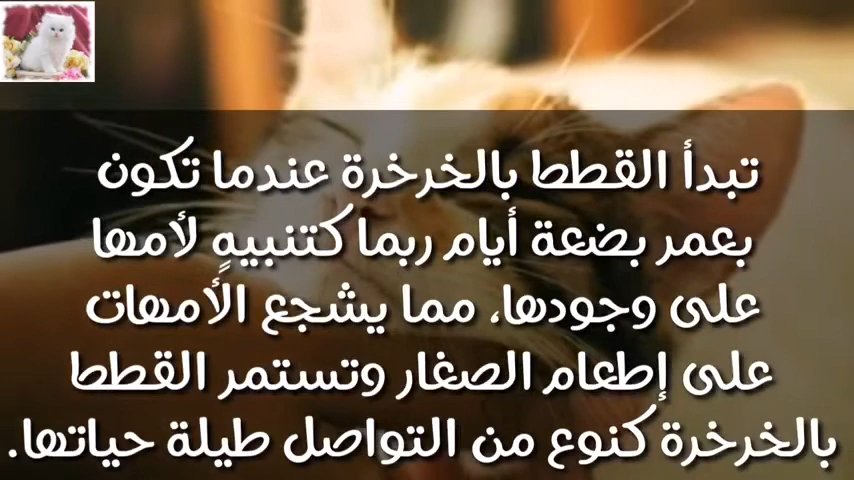 تبدأ القطط بالخرخرة عندما تكون
بعمر بضعة أيام ربما كتنبيهٍ لأمها
على وجودها، مما يشجع الأمهات
على إطعام الصغار وتستمر القطط
بالخرخرة كنوع من التواصل طيلة حياتها.